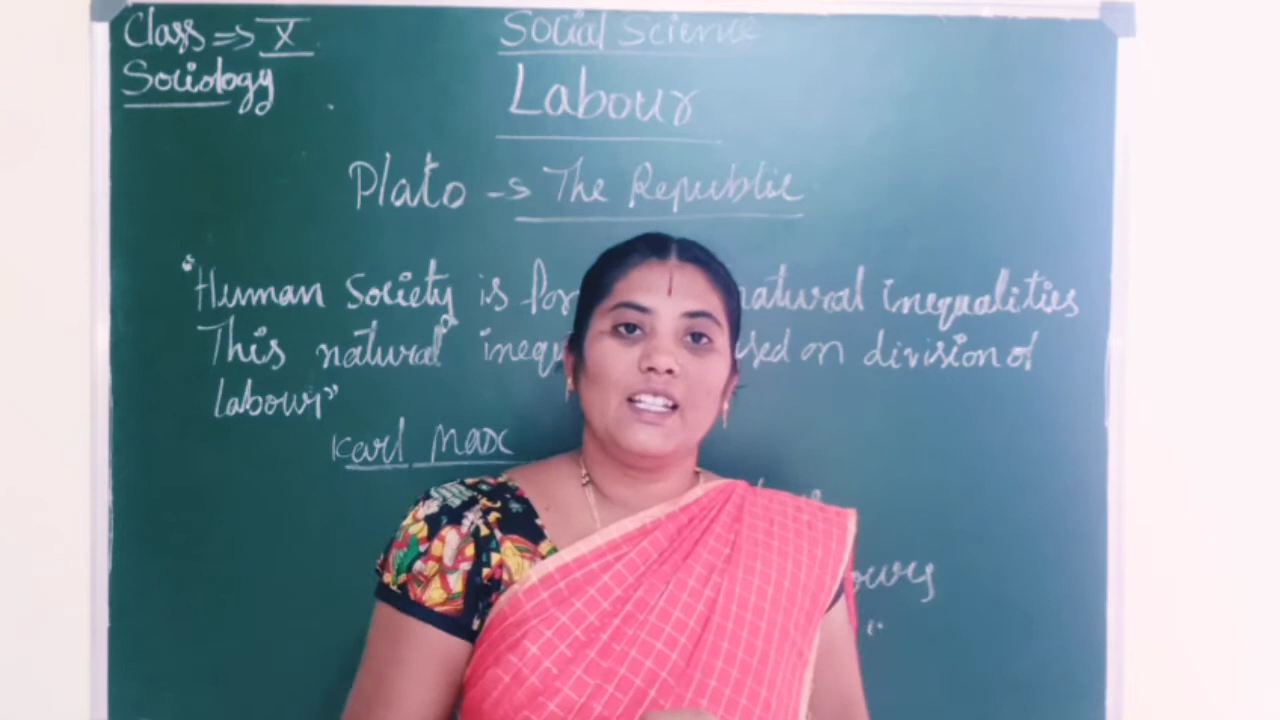 Class => X
Social Science
Sociology
Labour
Plato -> The Republic
"Human Society is natural inequalities
This natural on division of
labour"
Karl Max